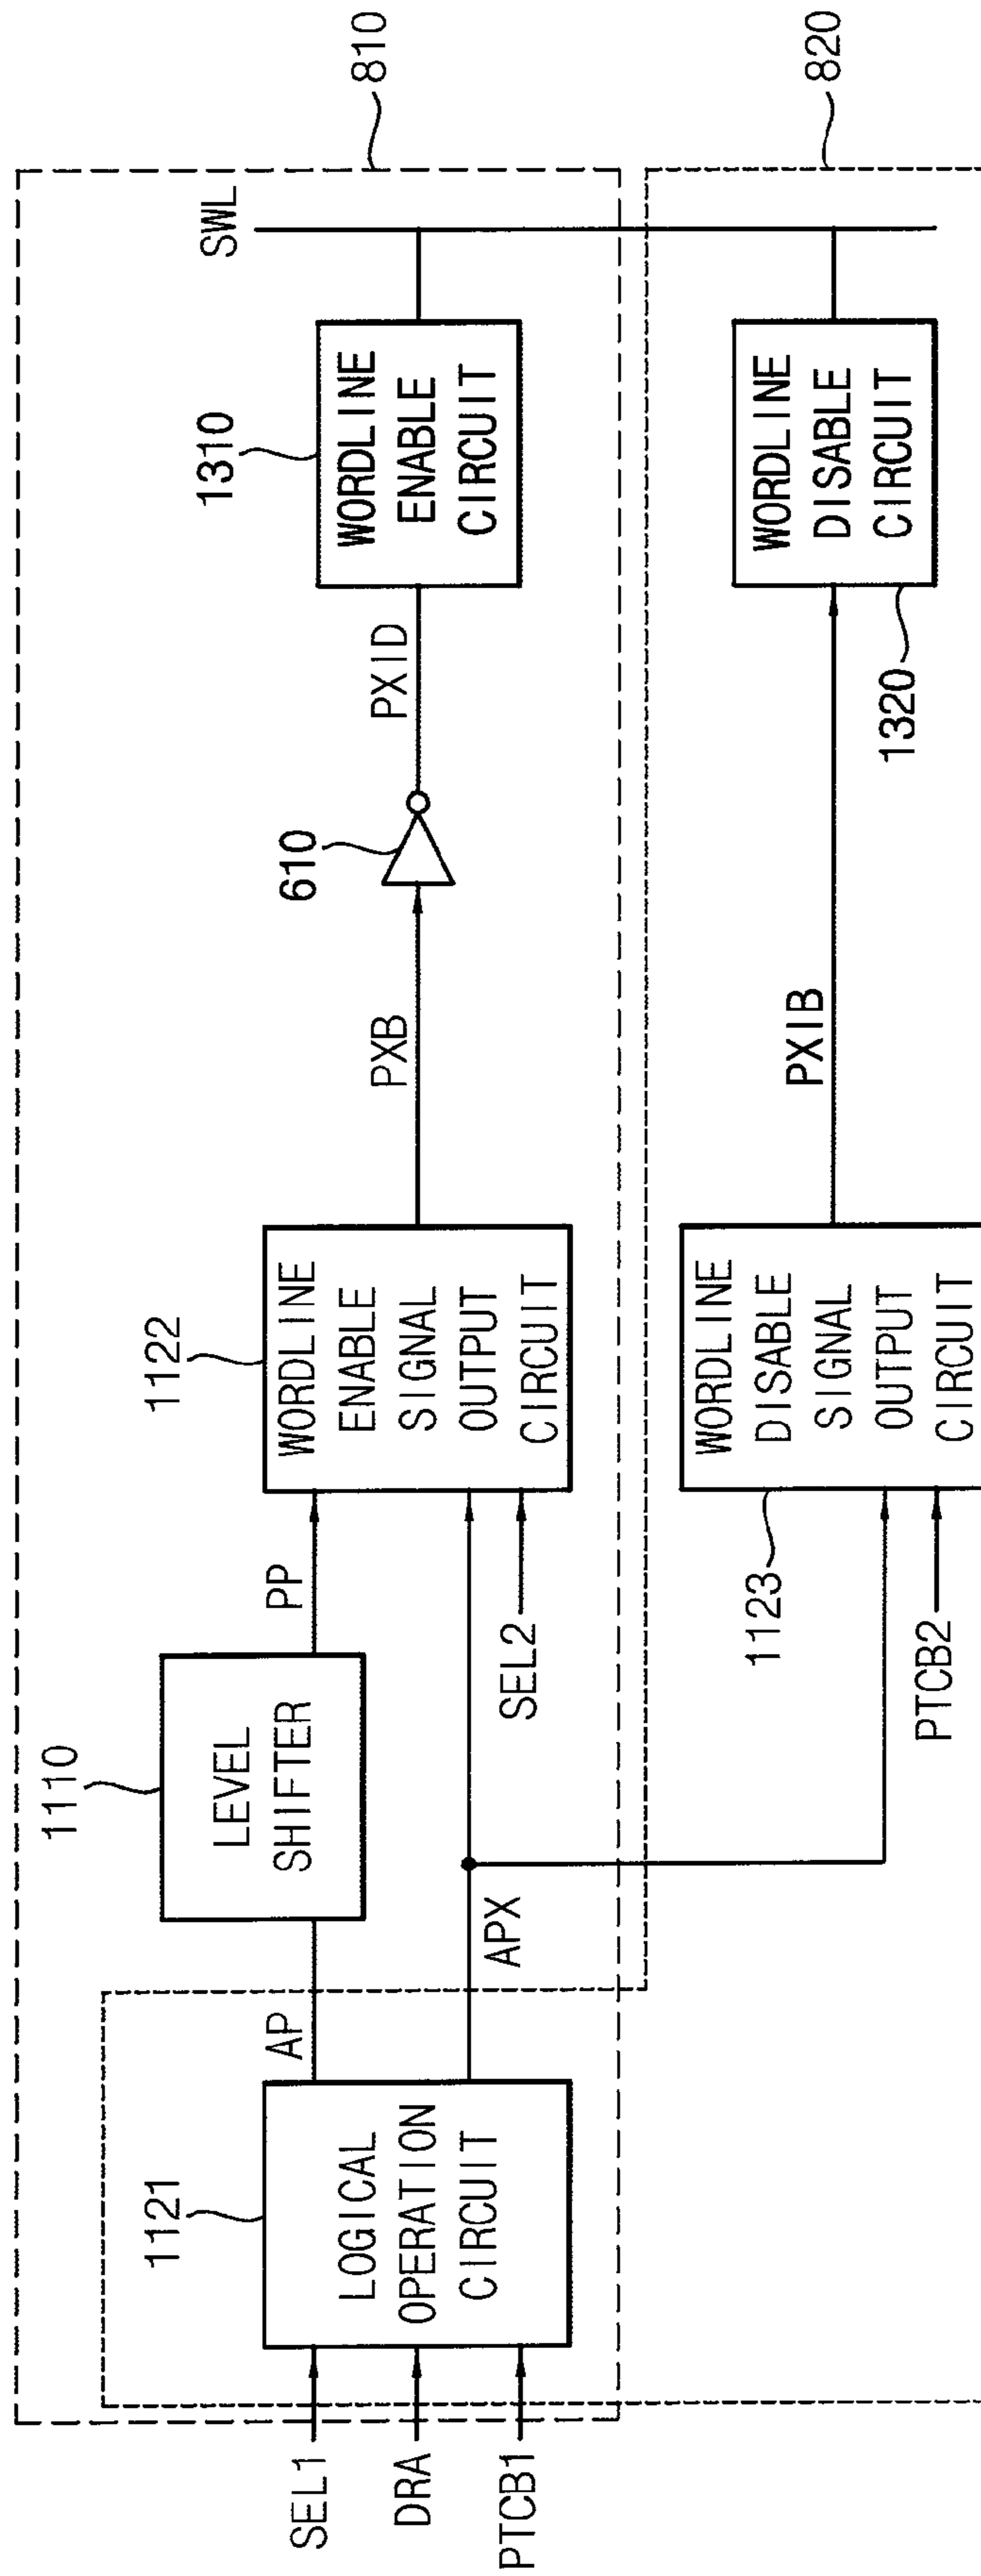 810
SWL
1310
WORDLINE
ENABLE
CIRCUIT
PXID
610
PXB
1122
WORDLINE
ENABLE
SIGNAL
OUTPUT
CIRCUIT
PP
SEL2
1110
LEVEL
SHIFTER
AP
APX
1121
LOGICAL
OPERATION
CIRCUIT
SEL1
DRA
PTCB1
820
WORDLINE
DISABLE
CIRCUIT
1320
PXIB
WORDLINE
DISABLE
SIGNAL
OUTPUT
CIRCUIT
1123
PTCB2